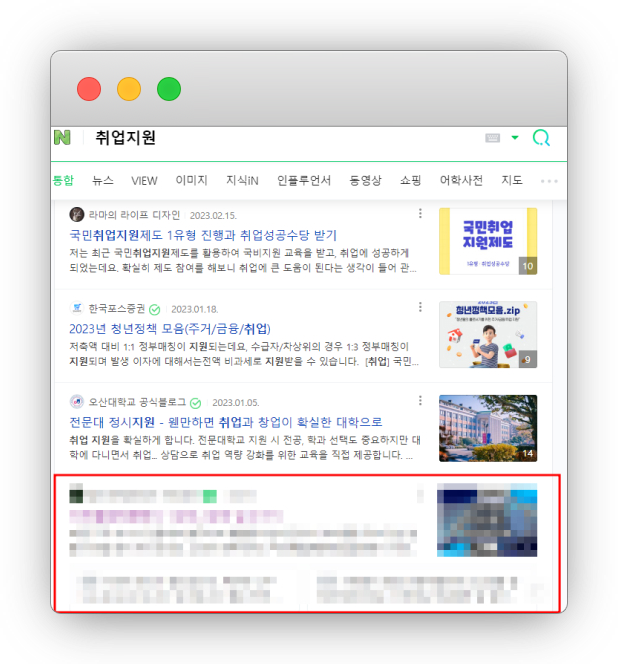 N 취업지원
통합 뉴스 VIEW 이미지 지식iN 인플루언서 동영상 쇼핑 어학사전 지도
라마의 라이프 디자인 2023.02.15.
국민취업지원제도 1유형 진행과 취업성공수당 받기
저는 최근 국민취업지원제도를 활용하여 국비지원 교육을 받고, 취업에 성공하게
되었는데요. 확실히 제도 참여를 해보니 취업에 큰 도움이 된다는 생각이 들어 관...
국민취업
지원제도
1유형 · 취업성공수당
10
한국포스증권 2023.01.18.
2023년 청년정책 모음(주거/금융/취업)
저축액 대비 1:1 정부매칭이 지원되는데요, 수급자/차상위의 경우 1:3 정부매칭이
지원되며 발생 이자에 대해서는전액 비과세로 지원받을 수 있습니다. [취업] 국민...
청년정책모음.zip
9
오산대학교 공식블로그 2023.01.05.
전문대 정시지원 - 웬만하면 취업과 창업이 확실한 대학으로
취업 지원을 확실하게 합니다. 전문대학교 지원 시 전공, 학과 선택도 중요하지만 대
학에 다니면서 취업... 상담으로 취업 역량 강화를 위한 교육을 직접 제공합니다. ...
14